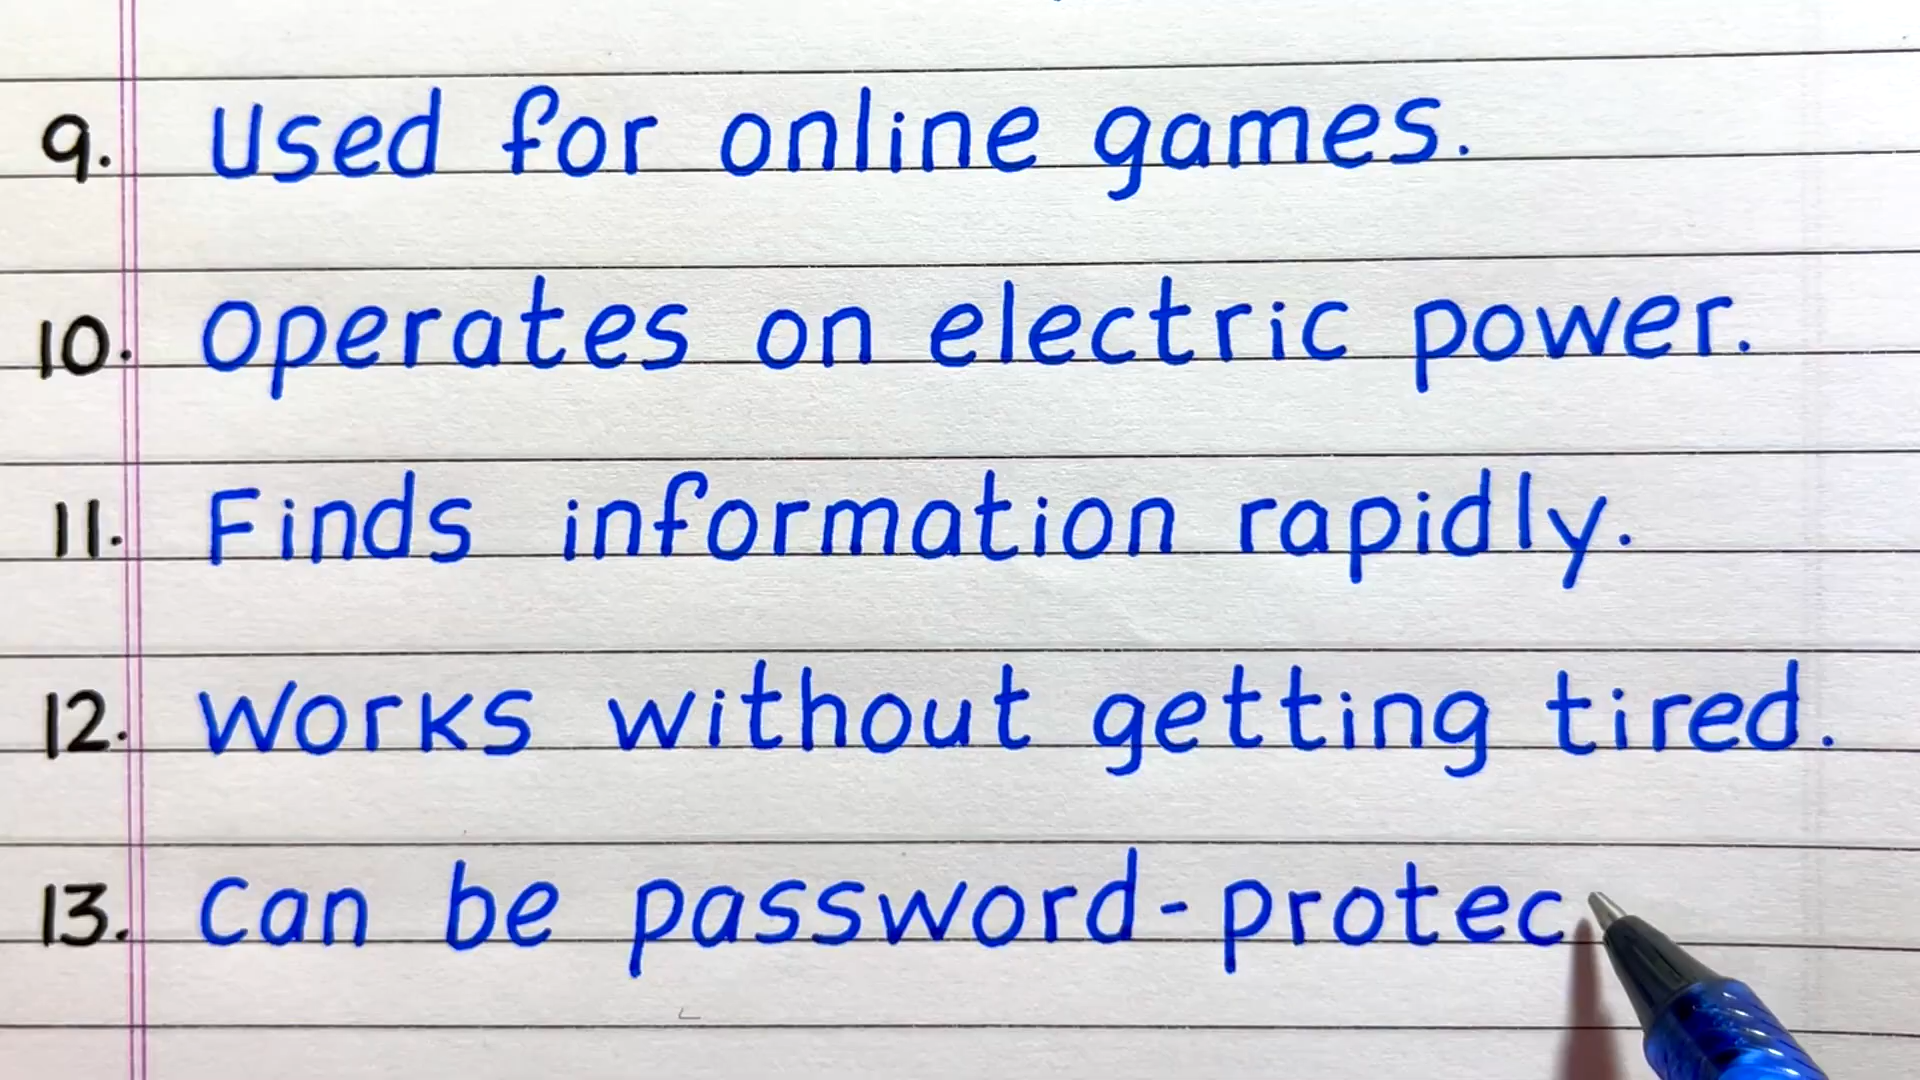 9. Used for online games.
10. Operates on electric power.
11. Finds information rapidly.
12. Works without getting tired.
13. Can be password-protec